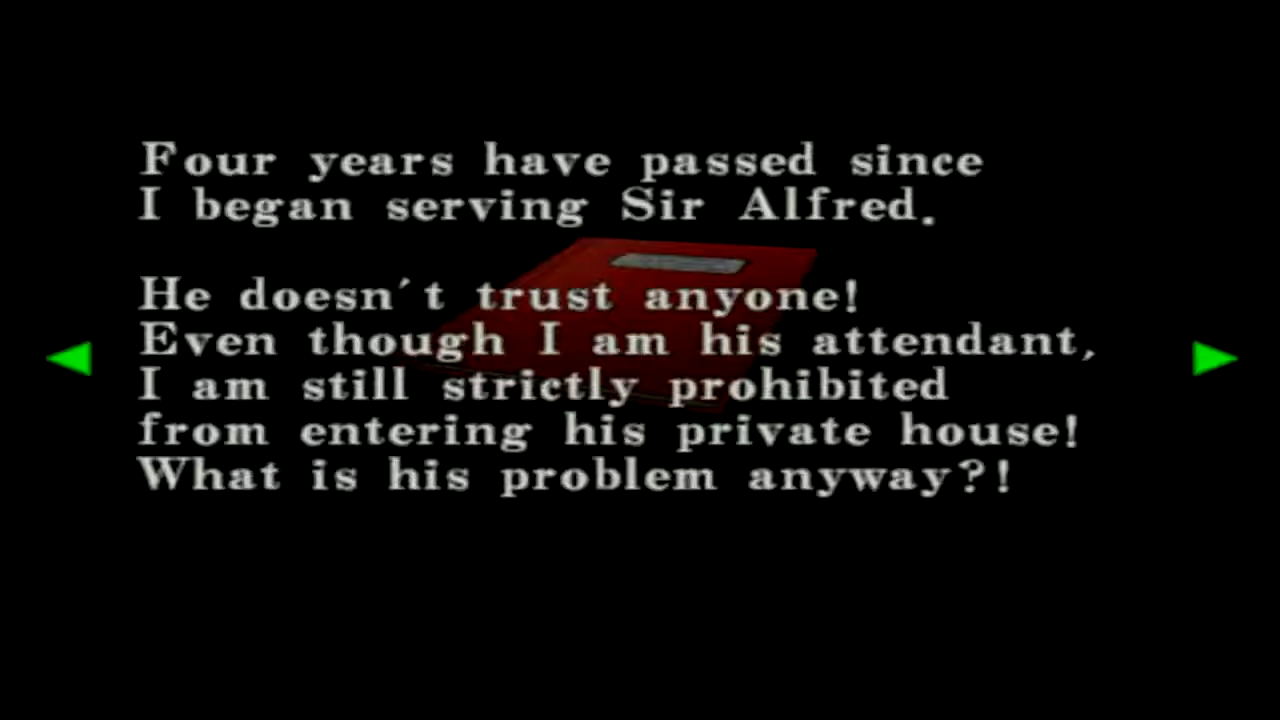 Four years have passed since
I began serving Sir Alfred.
He doesn't trust anyone!
Even though I am his attendant,
I am still strictly prohibited
from entering his private house!
What is his problem anyway?!